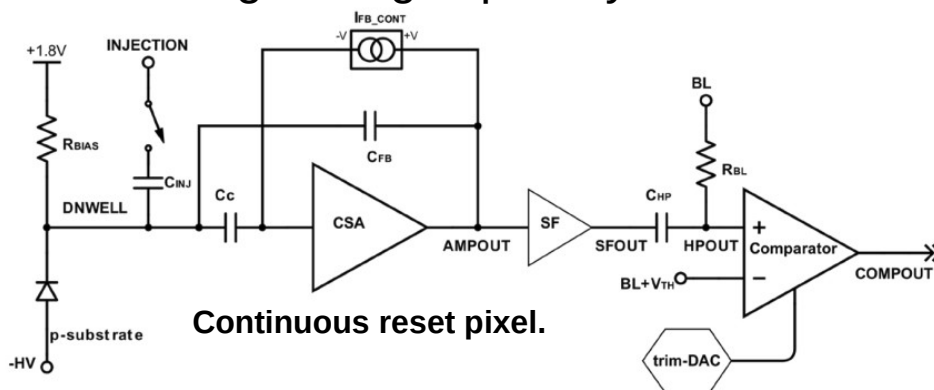 IFB_CONT
-V
+V
+1.8V
INJECTION
RBIAS
CINJ
DNWELL
CC
CFB
CSA
AMPOUT
SF
SFOUT
CHP
BL
RBL
HPOUT
+
Comparator
−
BL+VTH
COMPOUT
trim-DAC
p-substrate
-HV
Continuous reset pixel.